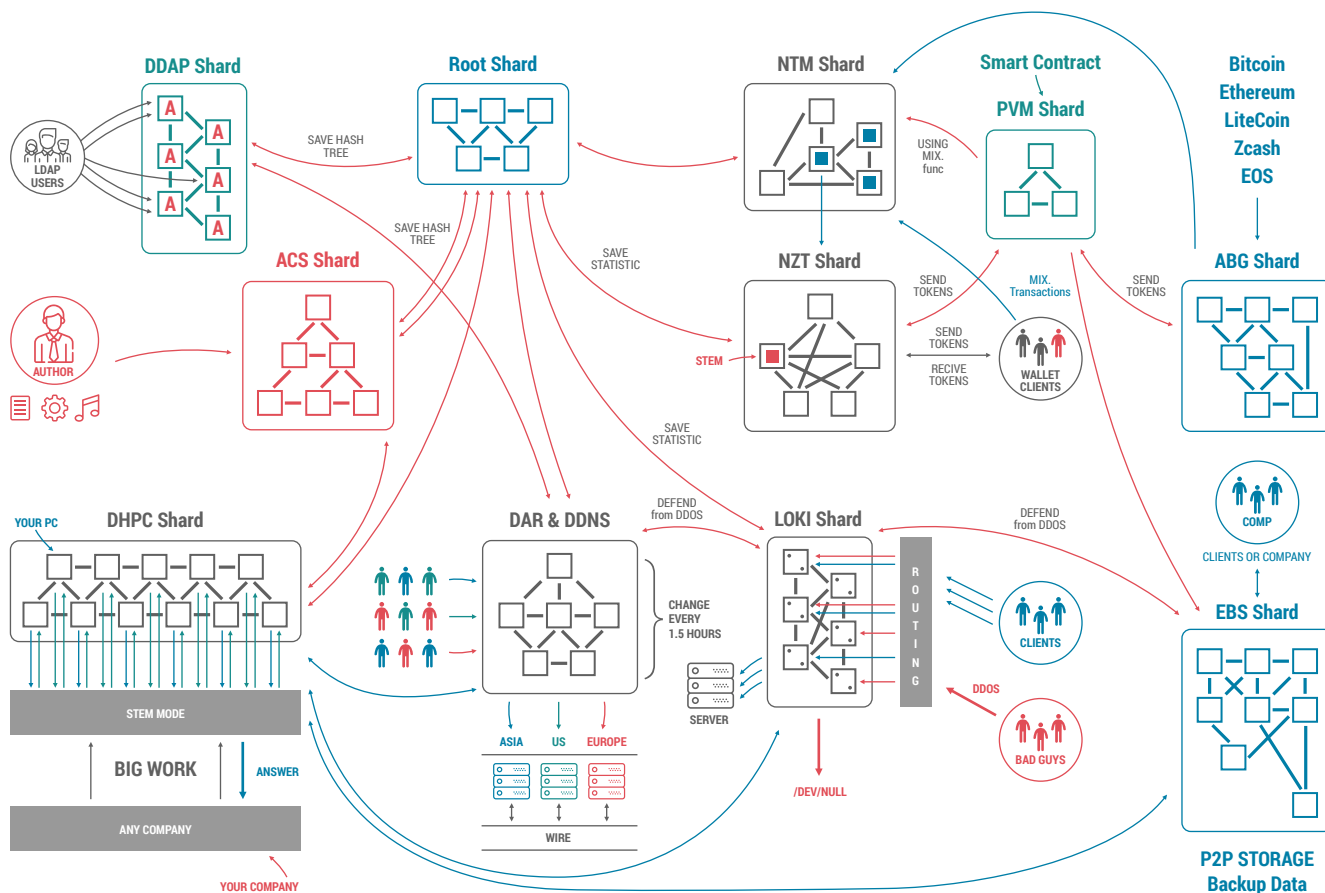 DDAP Shard
Root Shard
NTM Shard
Smart Contract
PVM Shard
Bitcoin
Ethereum
LiteCoin
Zcash
EOS
A
A
A
A
A
A
LDAP
USERS
SAVE HASH
TREE
USING
MIX.
func
SAVE HASH
TREE
ACS Shard
SAVE
STATISTIC
NZT Shard
SEND
TOKENS
MIX.
Transactions
SEND
TOKENS
ABG Shard
AUTHOR
STEM
SEND
TOKENS
RECIVE
TOKENS
WALLET
CLIENTS
SAVE
STATISTIC
COMP
CLIENTS OR COMPANY
DHPC Shard
YOUR PC
DAR & DDNS
DEFEND
from DDOS
LOKI Shard
DEFEND
from DDOS
EBS Shard
CHANGE
EVERY
1.5 HOURS
ROUTING
CLIENTS
SERVER
DDOS
BAD GUYS
STEM MODE
BIG WORK
ANSWER
ANY COMPANY
YOUR COMPANY
ASIA
US
EUROPE
WIRE
/DEV/NULL
P2P STORAGE
Backup Data